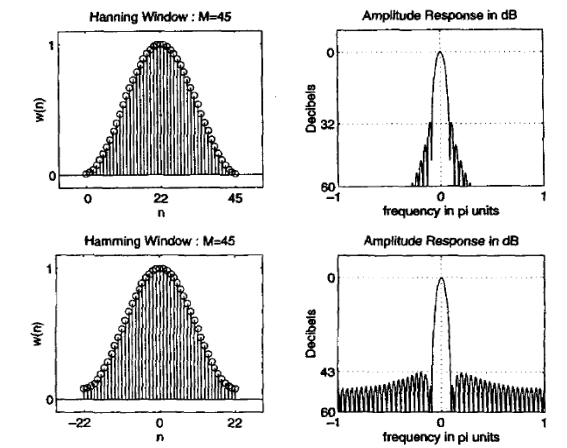 Hanning Window : M=45
1
w(n)
0
0 22 45
n
Amplitude Response in dB
0
Decibels
32
60
-1 0 1
frequency in pi units
Hamming Window : M=45
1
w(n)
0
-22 0 22
n
Amplitude Response in dB
0
Decibels
43
60
-1 0 1
frequency in pi units